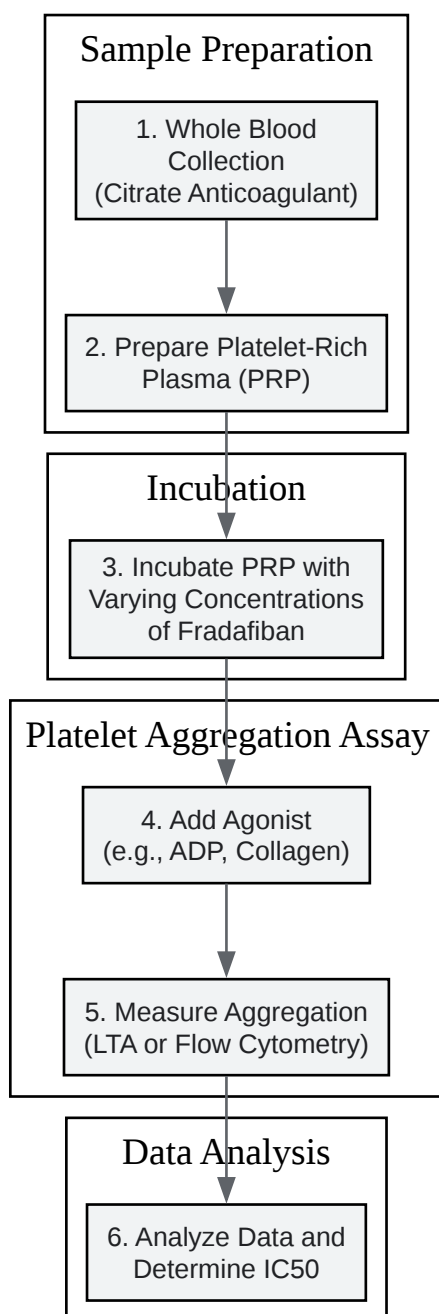 Sample Preparation
1. Whole Blood
Collection
(Citrate Anticoagulant)
2. Prepare Platelet-Rich
Plasma (PRP)
Incubation
3. Incubate PRP with
Varying Concentrations
of Fradafiban
Platelet Aggregation Assay
4. Add Agonist
(e.g., ADP, Collagen)
5. Measure Aggregation
(LTA or Flow Cytometry)
Data Analysis
6. Analyze Data and
Determine IC50